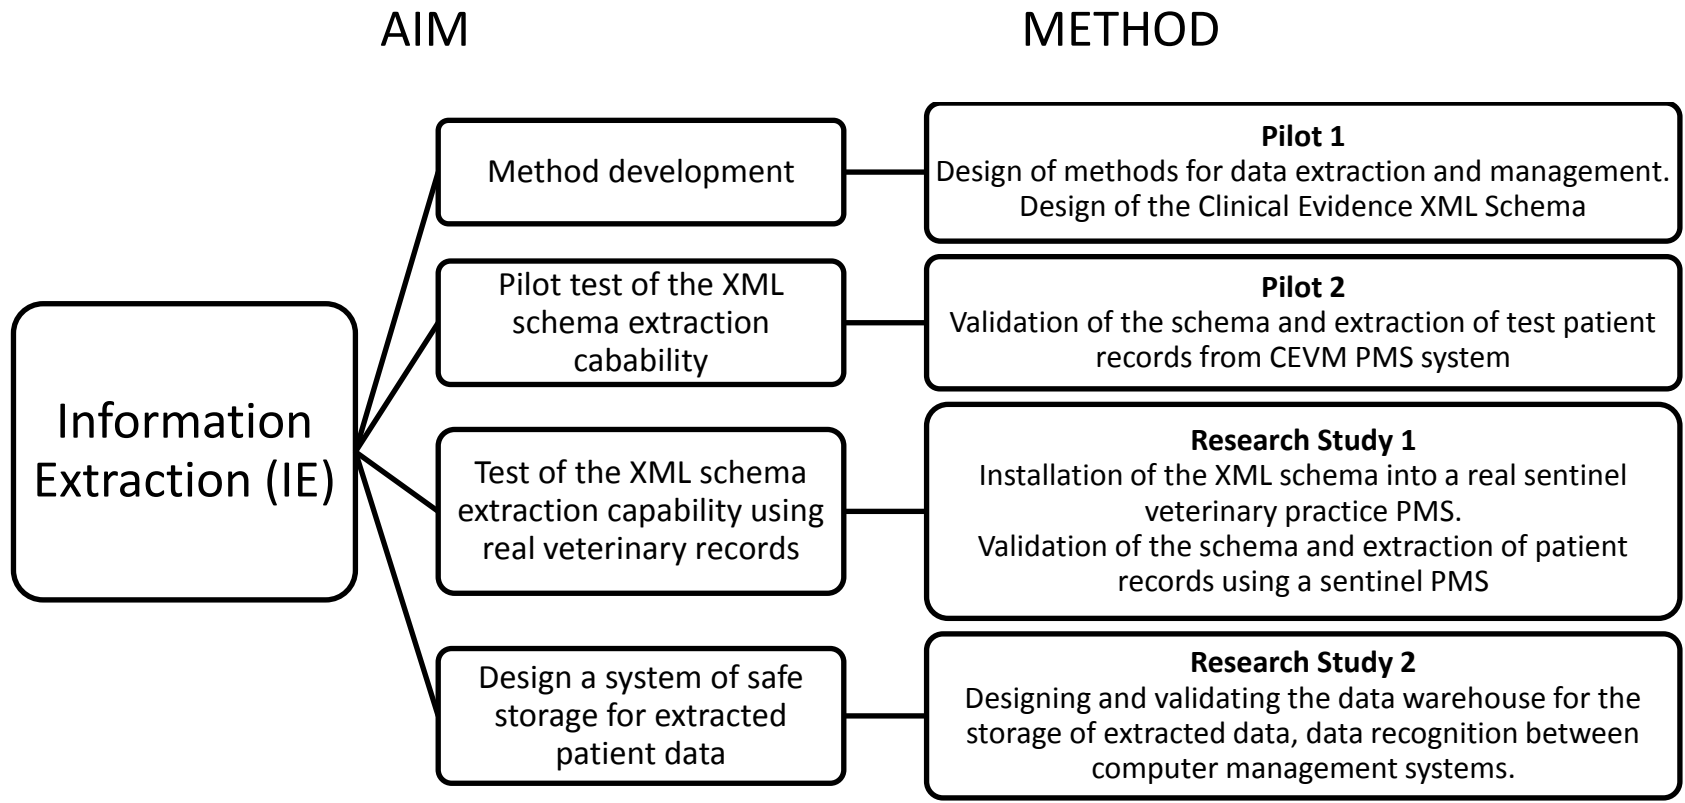 AIM
METHOD
Information
Extraction (IE)
Method development
Pilot 1
Design of methods for data extraction and management.
Design of the Clinical Evidence XML Schema
Pilot test of the XML
schema extraction
cabability
Pilot 2
Validation of the schema and extraction of test patient
records from CEVM PMS system
Test of the XML schema
extraction capability using
real veterinary records
Research Study 1
Installation of the XML schema into a real sentinel
veterinary practice PMS.
Validation of the schema and extraction of patient
records using a sentinel PMS
Design a system of safe
storage for extracted
patient data
Research Study 2
Designing and validating the data warehouse for the
storage of extracted data, data recognition between
computer management systems.